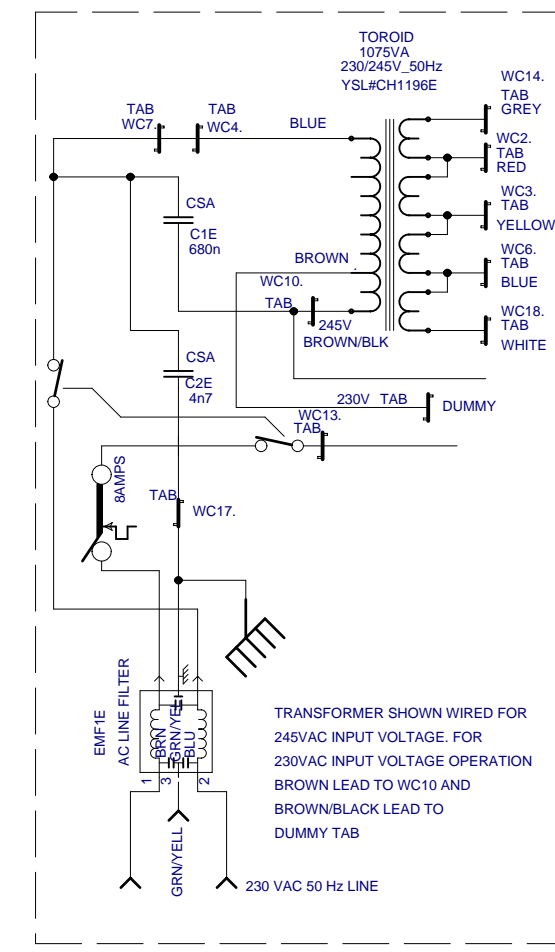 TOROID
1075VA
230/245V_50Hz
YSL#CH1196E
WC14.
TAB
GREY
TAB
WC7.
TAB
WC4.
BLUE
WC2.
TAB
RED
CSA
C1E
680n
WC3.
TAB
YELLOW
BROWN
WC10.
TAB
245V
BROWN/BLK
WC6.
TAB
BLUE
WC18.
TAB
WHITE
CSA
C2E
4n7
230V TAB
DUMMY
WC13.
TAB
8AMPS
TAB
WC17.
EMF1E
AC LINE FILTER
BRN
GRN/YEL
BLU
1
3
2
TRANSFORMER SHOWN WIRED FOR
245VAC INPUT VOLTAGE. FOR
230VAC INPUT VOLTAGE OPERATION
BROWN LEAD TO WC10 AND
BROWN/BLACK LEAD TO
DUMMY TAB
GRN/YELL
230 VAC 50 Hz LINE